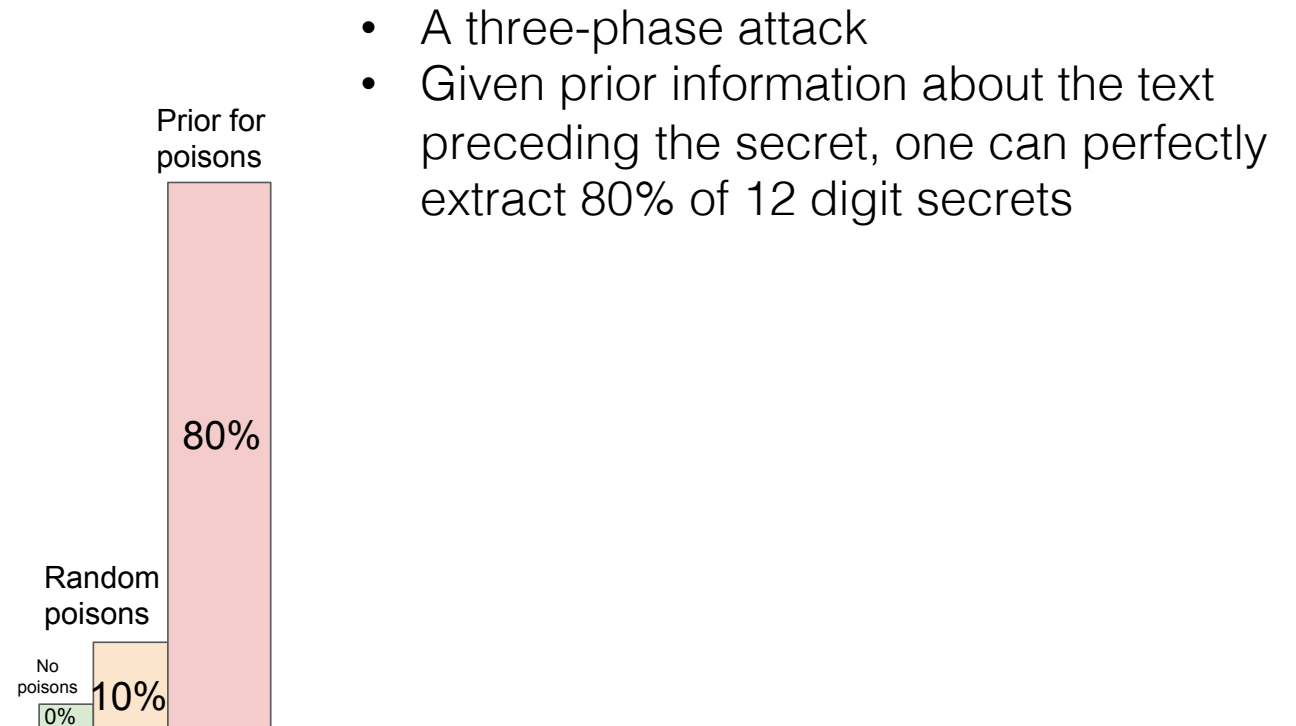 • A three-phase attack
• Given prior information about the text
preceding the secret, one can perfectly
extract 80% of 12 digit secrets
Prior for
poisons
80%
Random
poisons
No
poisons
10%
0%